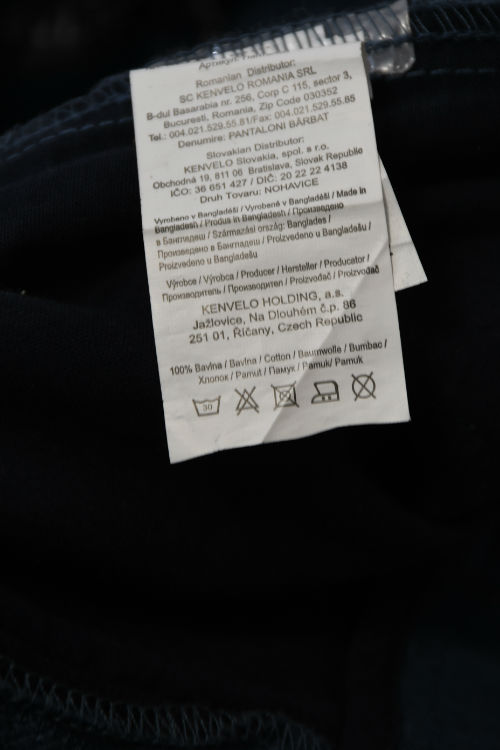 Артикул:
Romanian Distributor:
SC KENVELO ROMANIA SRL
B-dul Basarabia nr. 256, Corp C 115, sector 3,
Bucuresti, Romania, Zip Code 030352
Tel.: 004.021.529.55.81/Fax: 004.021.529.55.85
Denumire: PANTALONI BĂRBAT
Slovakian Distributor:
KENVELO Slovakia, spol. s r.o.
Obchodná 19, 811 06 Bratislava, Slovak Republic
IČO: 36 651 427 / DIČ: 20 22 22 4138
Druh Tovaru: NOHAVICE
Vyrobeno v Bangladéši / Vyrobené v Bangladéši / Made in
Bangladesh / Produs in Bangladesh / Произведено
в Бангладеш / Származási ország: Banglades /
Произведено в Бангладеш / Proizvedeno u Bangladešu /
Proizvedeno u Bangladešu
Výrobce / Výrobca / Producer / Hersteller / Producator /
Производитель / Производител / Proizvođač / Proizvođač
KENVELO HOLDING, a.s.
Jažlovice, Na Dlouhém č.p. 86
251 01, Říčany, Czech Republic
100% Bavlna / Bavlna / Cotton / Baumwolle / Bumbac /
Хлопок / Pamut / Памук / Pamuk/ Pamuk
30